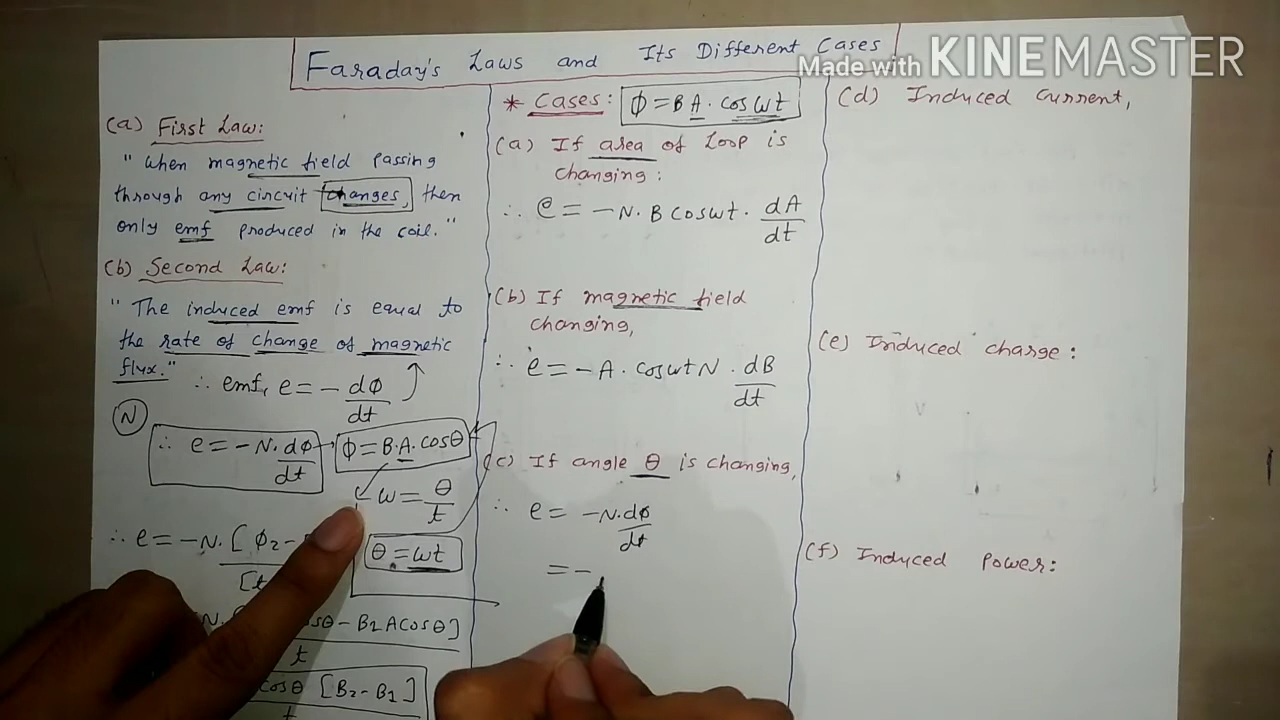 Faraday's Laws and Its Different Cases
Made with KINEMASTER
(a) First Law:
"When magnetic field passing
through any circuit changes, then
only emf produced in the coil."
(b) Second Law:
"The induced emf is equal to
the rate of change of magnetic
flux."
∴ emf, e = - dφ/dt
N
∴ e = -N. dφ/dt
φ = B.A.cosθ
ω = θ/t
θ = ωt
∴ e = -N. [φ2 -
- B1 A cosθ]
t
cosθ [B2 - B1]
t
* Cases: φ = B A . cos ωt
(a) If area of Loop is
changing:
∴ e = -N. B cosωt . dA/dt
(b) If magnetic field
changing,
∴ e = -A . cosωt N . dB/dt
(c) If angle θ is changing,
∴ e = -N. dφ/dt
= -
(d) Induced Current,
(e) Induced charge:
(f) Induced Power: